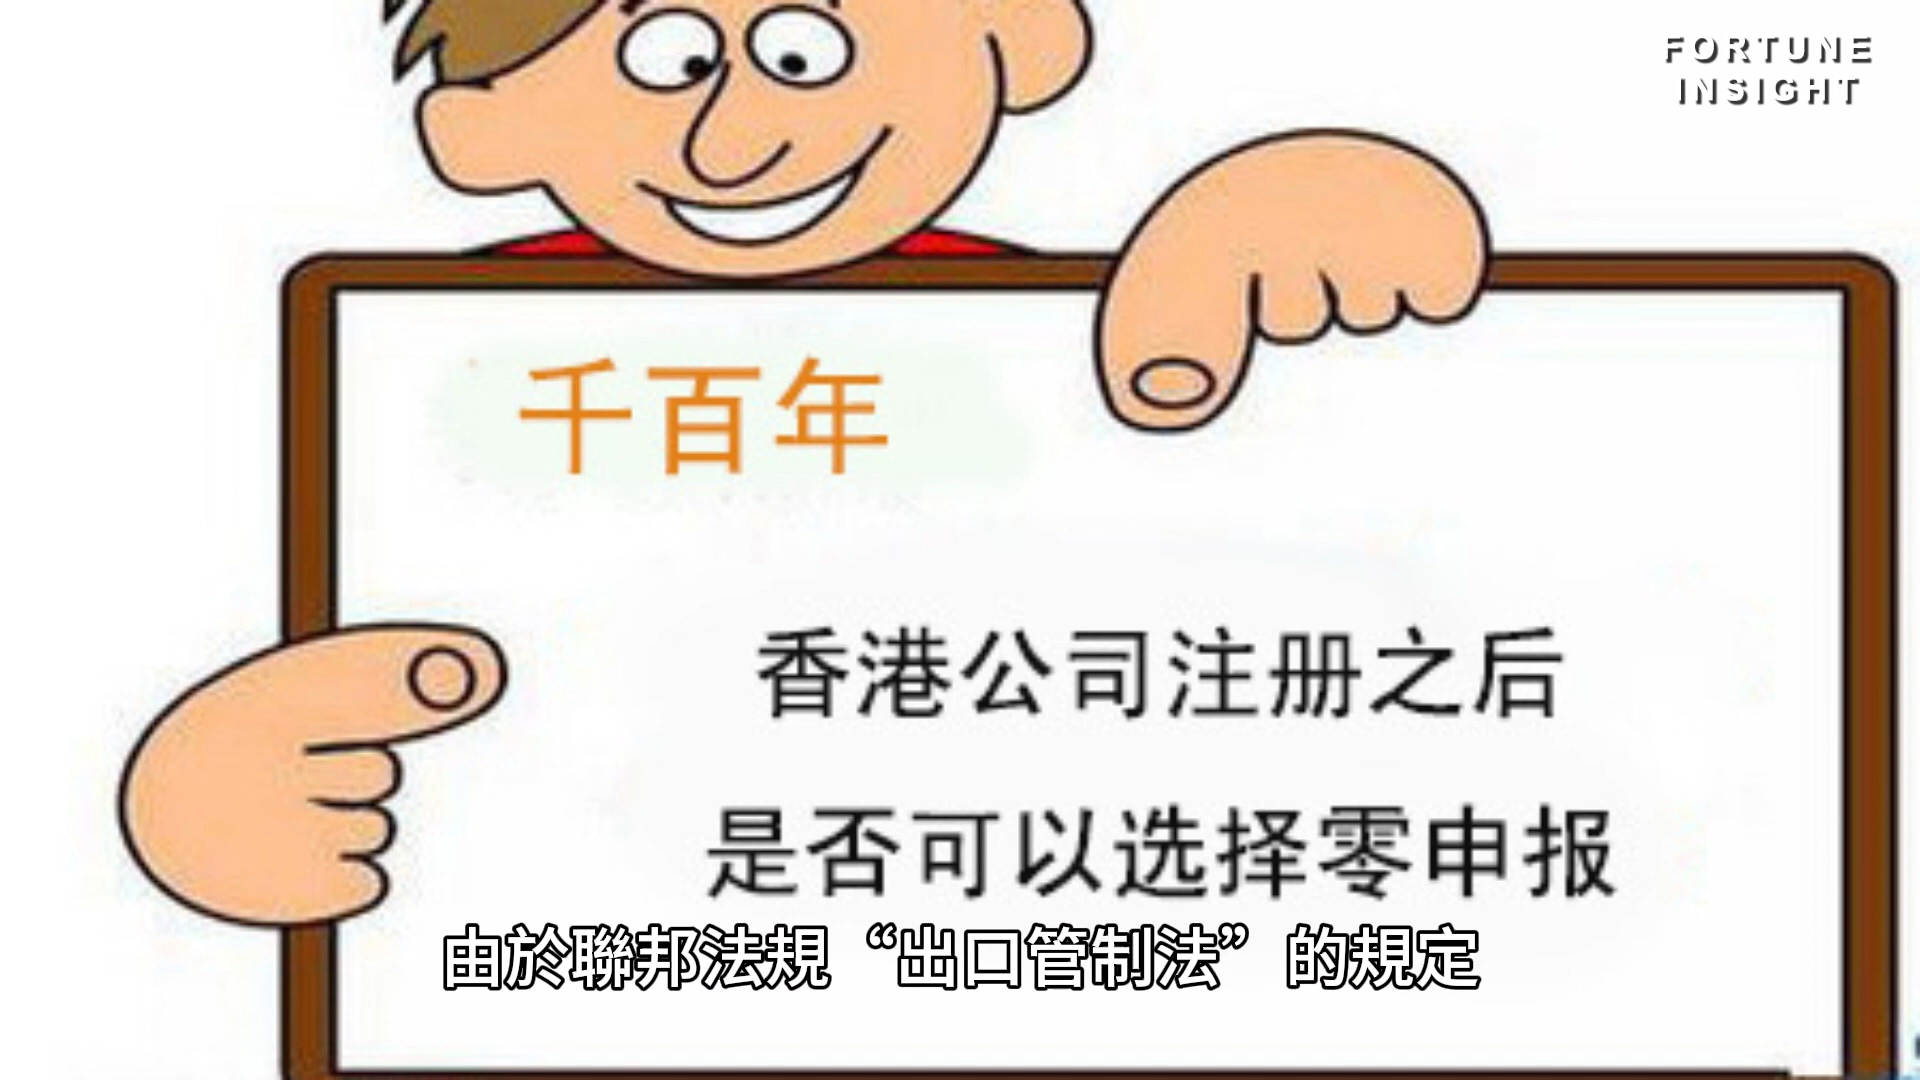 FORTUNE
INSIGHT
千百年
香港公司注册之后
是否可以选择零申报
由於聯邦法規“出口管制法”的規定